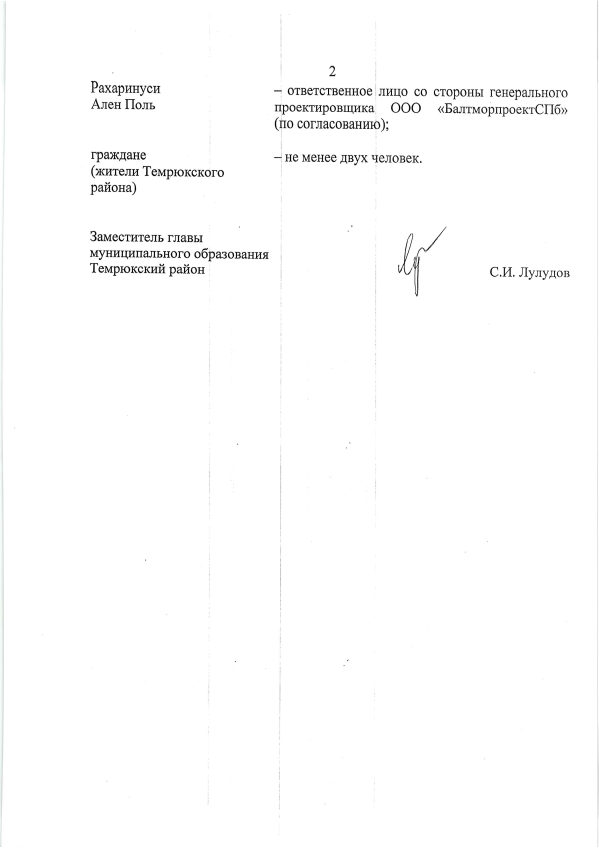 2
Рахаринуси – ответственное лицо со стороны генерального
Ален Поль проектировщика ООО «БалтморпроектСПб»
(по согласованию);
граждане – не менее двух человек.
(жители Темрюкского
района)
Заместитель главы
муниципального образования
Темрюкский район С.И. Лулудов